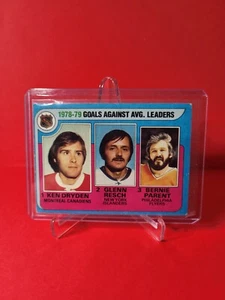 1978-79 GOALS AGAINST AVG. LEADERS
1 KEN DRYDEN
MONTREAL CANADIENS
2 GLENN RESCH
NEW YORK ISLANDERS
3 BERNIE PARENT
PHILADELPHIA FLYERS